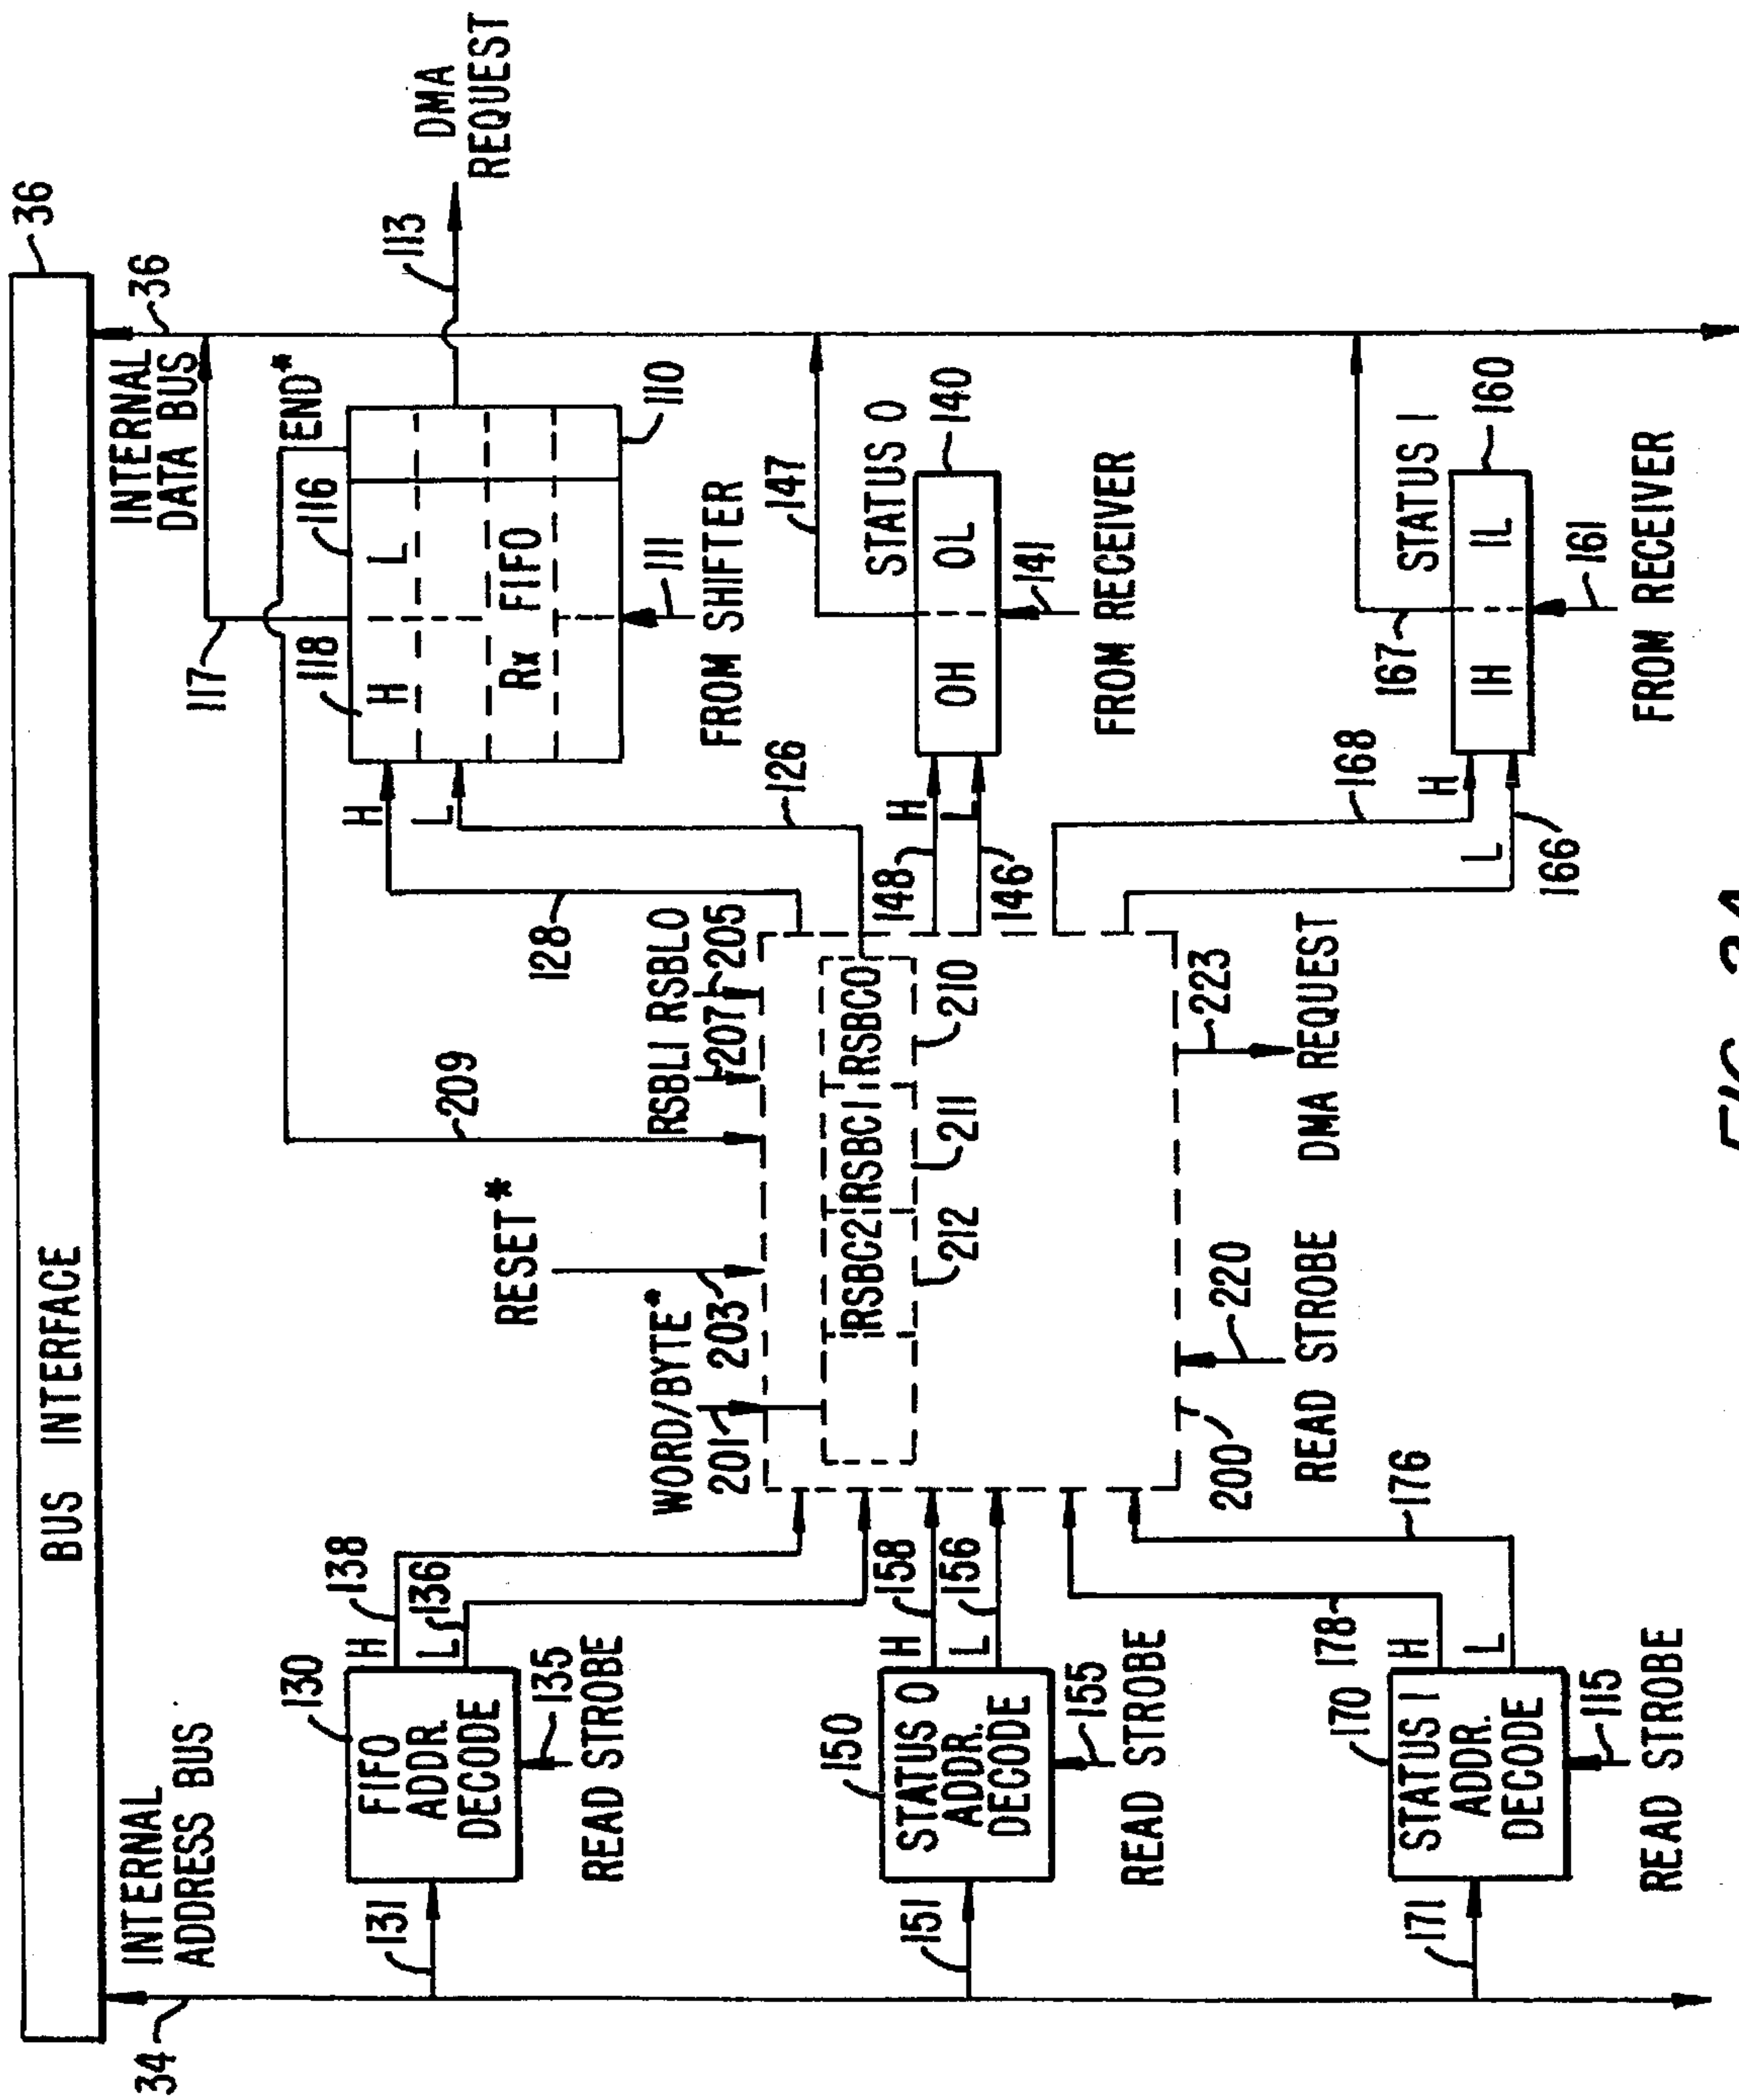 BUS INTERFACE
36
34
INTERNAL
ADDRESS BUS
INTERNAL
DATA BUS
36
131
130
FIFO
ADDR.
DECODE
H
138
L
136
135
READ STROBE
151
150
STATUS 0
ADDR.
DECODE
H
158
L
156
155
READ STROBE
171
170
STATUS 1
ADDR.
DECODE
H
178
L
176
115
READ STROBE
WORD/BYTE*
201
RESET*
203
209
RSBL1
RSBL0
207
205
RSBC2
RSBC1
RSBC0
212
211
210
200
220
READ STROBE
223
DMA REQUEST
128
126
H
L
117
118
116
END*
H
L
Rx FIFO
110
111
FROM SHIFTER
113
DMA
REQUEST
148
H
146
L
147
STATUS 0
140
0H
0L
141
FROM RECEIVER
168
H
166
L
167
STATUS 1
160
1H
1L
161
FROM RECEIVER